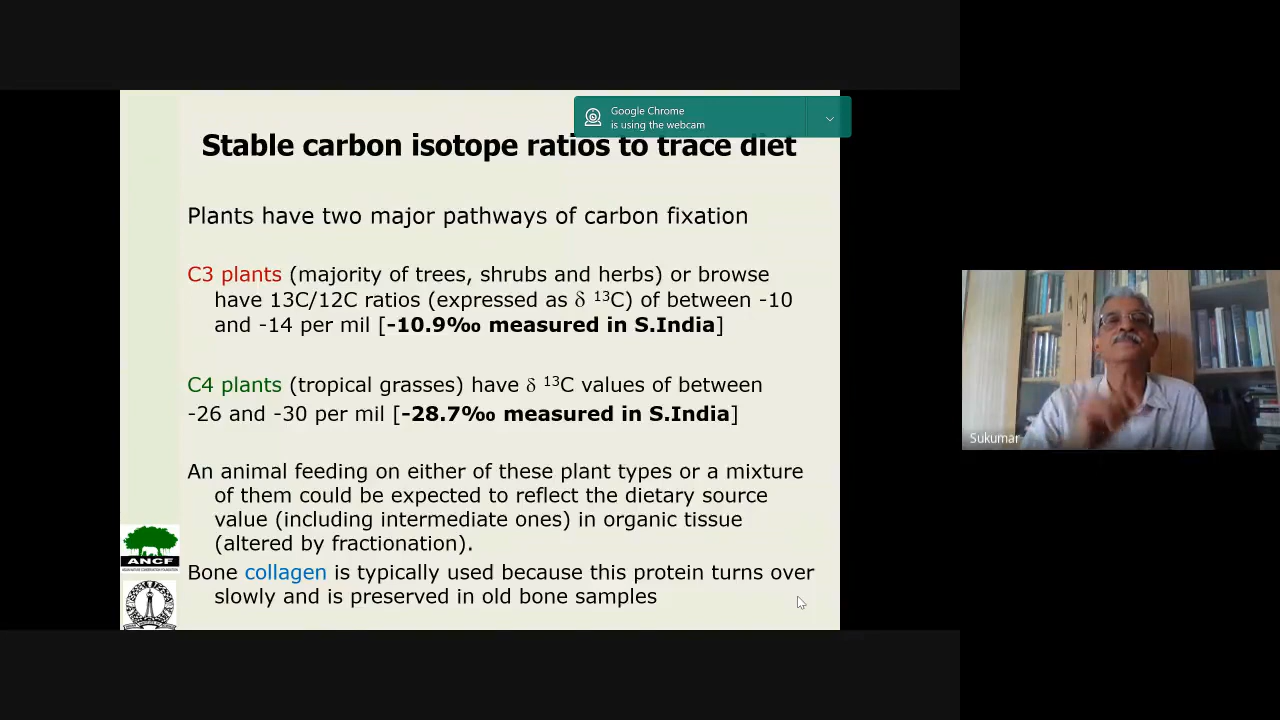 Google Chrome
is using the webcam
Stable carbon isotope ratios to trace diet
Plants have two major pathways of carbon fixation
C3 plants (majority of trees, shrubs and herbs) or browse
have 13C/12C ratios (expressed as δ ¹³C) of between -10
and -14 per mil [-10.9‰ measured in S.India]
C4 plants (tropical grasses) have δ ¹³C values of between
-26 and -30 per mil [-28.7‰ measured in S.India]
An animal feeding on either of these plant types or a mixture
of them could be expected to reflect the dietary source
value (including intermediate ones) in organic tissue
(altered by fractionation).
Bone collagen is typically used because this protein turns over
slowly and is preserved in old bone samples
ANCF
Sukumar